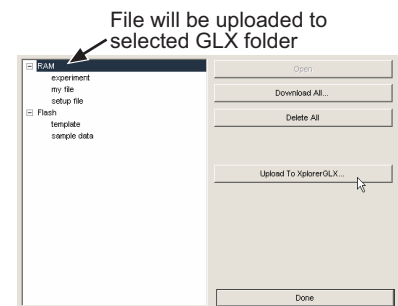 File will be uploaded to
selected GLX folder
RAM
experiment
my file
setup file
Flash
template
sample data
Open
Download All...
Delete All
Upload To XplorerGLX...
Done